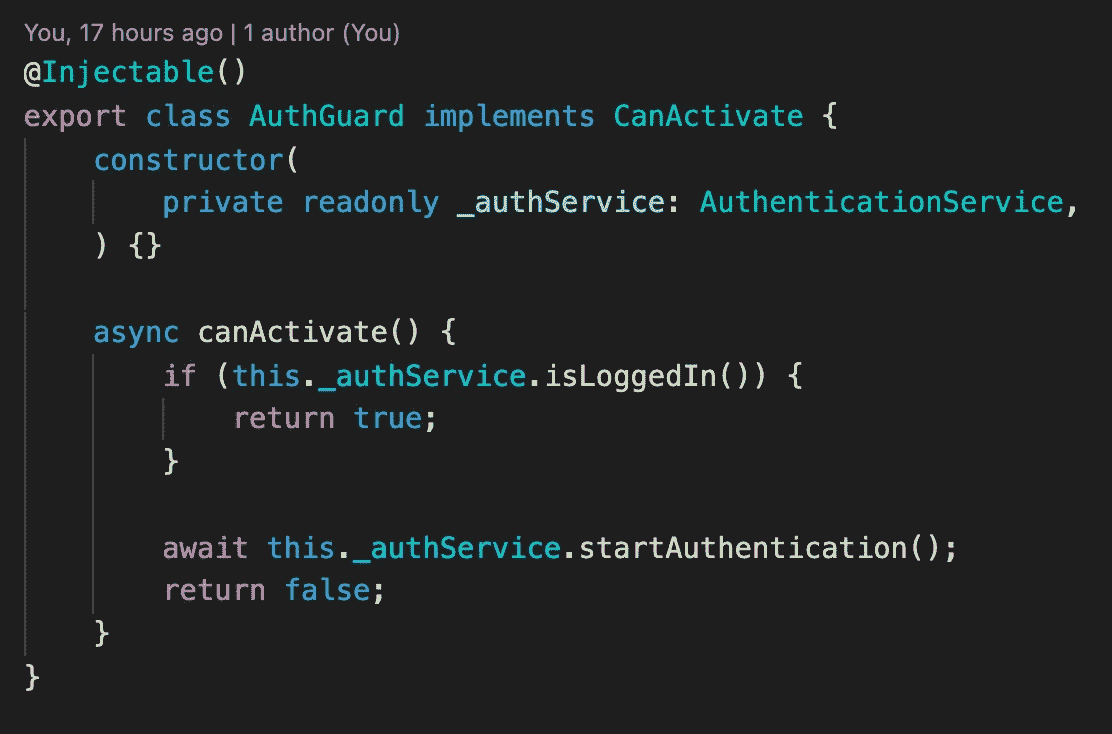 You, 17 hours ago | 1 author (You)
@Injectable()
export class AuthGuard implements CanActivate {
    constructor(
        private readonly _authService: AuthenticationService,
    ) {}

    async canActivate() {
        if (this._authService.isLoggedIn()) {
            return true;
        }

        await this._authService.startAuthentication();
        return false;
    }
}